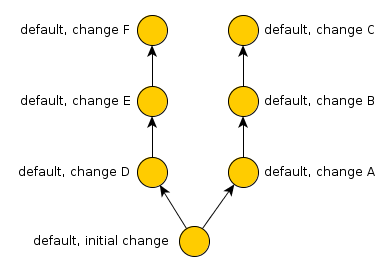 default, change F
default, change C
default, change E
default, change B
default, change D
default, change A
default, initial change